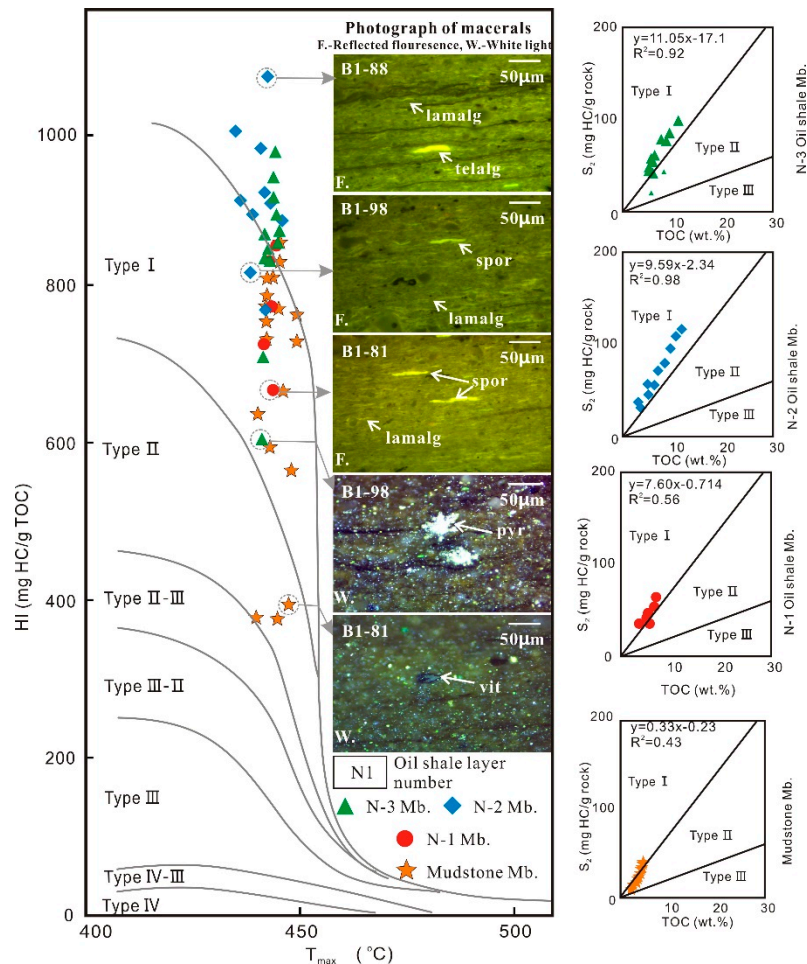 Photograph of macerals
F.-Reflected flouresence, W.-White light
B1-88
50μm
lamalg
telalg
F.
B1-98
50μm
spor
lamalg
F.
B1-81
50μm
spor
lamalg
F.
B1-98
50μm
pyr
W.
B1-81
50μm
vit
W.
N1 Oil shale layer
number
N-3 Mb. N-2 Mb.
N-1 Mb.
Mudstone Mb.
HI (mg HC/g TOC)
1000
800
600
400
200
0
Type Ⅰ
Type Ⅱ
Type Ⅱ-Ⅲ
Type Ⅲ-Ⅱ
Type Ⅲ
Type Ⅳ-Ⅲ
Type Ⅳ
400 450 500
Tmax (°C)
200
y=11.05x-17.1
R²=0.92
Type Ⅰ
100
Type Ⅱ
Type Ⅲ
0
10 20 30
TOC (wt.%)
S₂ (mg HC/g rock)
N-3 Oil shale Mb.
200
y=9.59x-2.34
R²=0.98
Type Ⅰ
100
Type Ⅱ
Type Ⅲ
0
10 20 30
TOC (wt.%)
S₂ (mg HC/g rock)
N-2 Oil shale Mb.
200
y=7.60x-0.714
R²=0.56
Type Ⅰ
100
Type Ⅱ
Type Ⅲ
0
10 20 30
TOC (wt.%)
S₂ (mg HC/g rock)
N-1 Oil shale Mb.
200
y=0.33x-0.23
R²=0.43
Type Ⅰ
100
Type Ⅱ
Type Ⅲ
0
10 20 30
TOC (wt.%)
S₂ (mg HC/g rock)
Mudstone Mb.